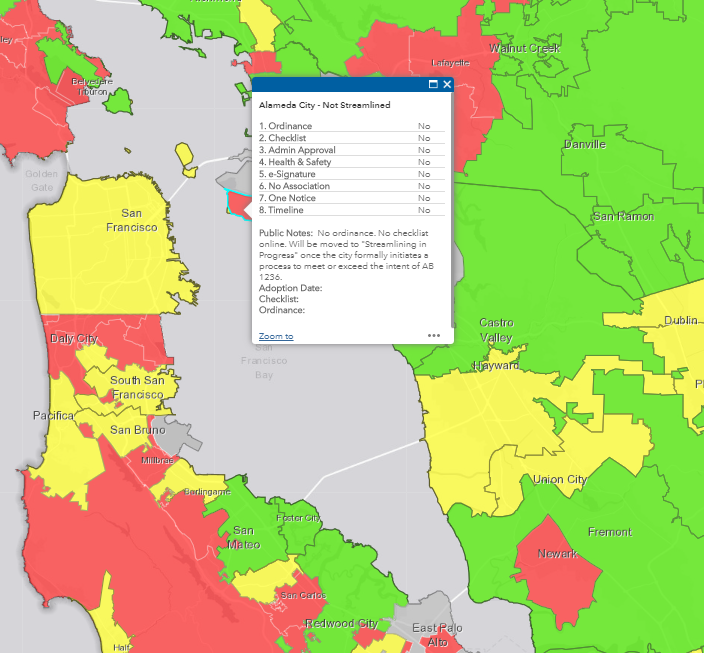 Walnut Creek
Lafayette
Belvedere
Tiburon
Alameda City - Not Streamlined
1. Ordinance No
2. Checklist No
3. Admin Approval No
4. Health & Safety No
5. e-Signature No
6. No Association No
7. One Notice No
8. Timeline No
Public Notes: No ordinance. No checklist
online. Will be moved to "Streamlining in
Progress" once the city formally initiates a
process to meet or exceed the intent of AB
1236.
Adoption Date:
Checklist:
Ordinance:
Zoom to
Danville
Golden
Gate
San
Francisco
San Ramon
Dublin
Castro
Valley
Daly City
San
Francisco
Bay
Hayward
South San
Francisco
Pacifica
San Bruno
Millbrae
Burlingame
Union City
Foster City
San
Mateo
Fremont
Newark
San Carlos
Redwood City
East Palo
Alto
Half